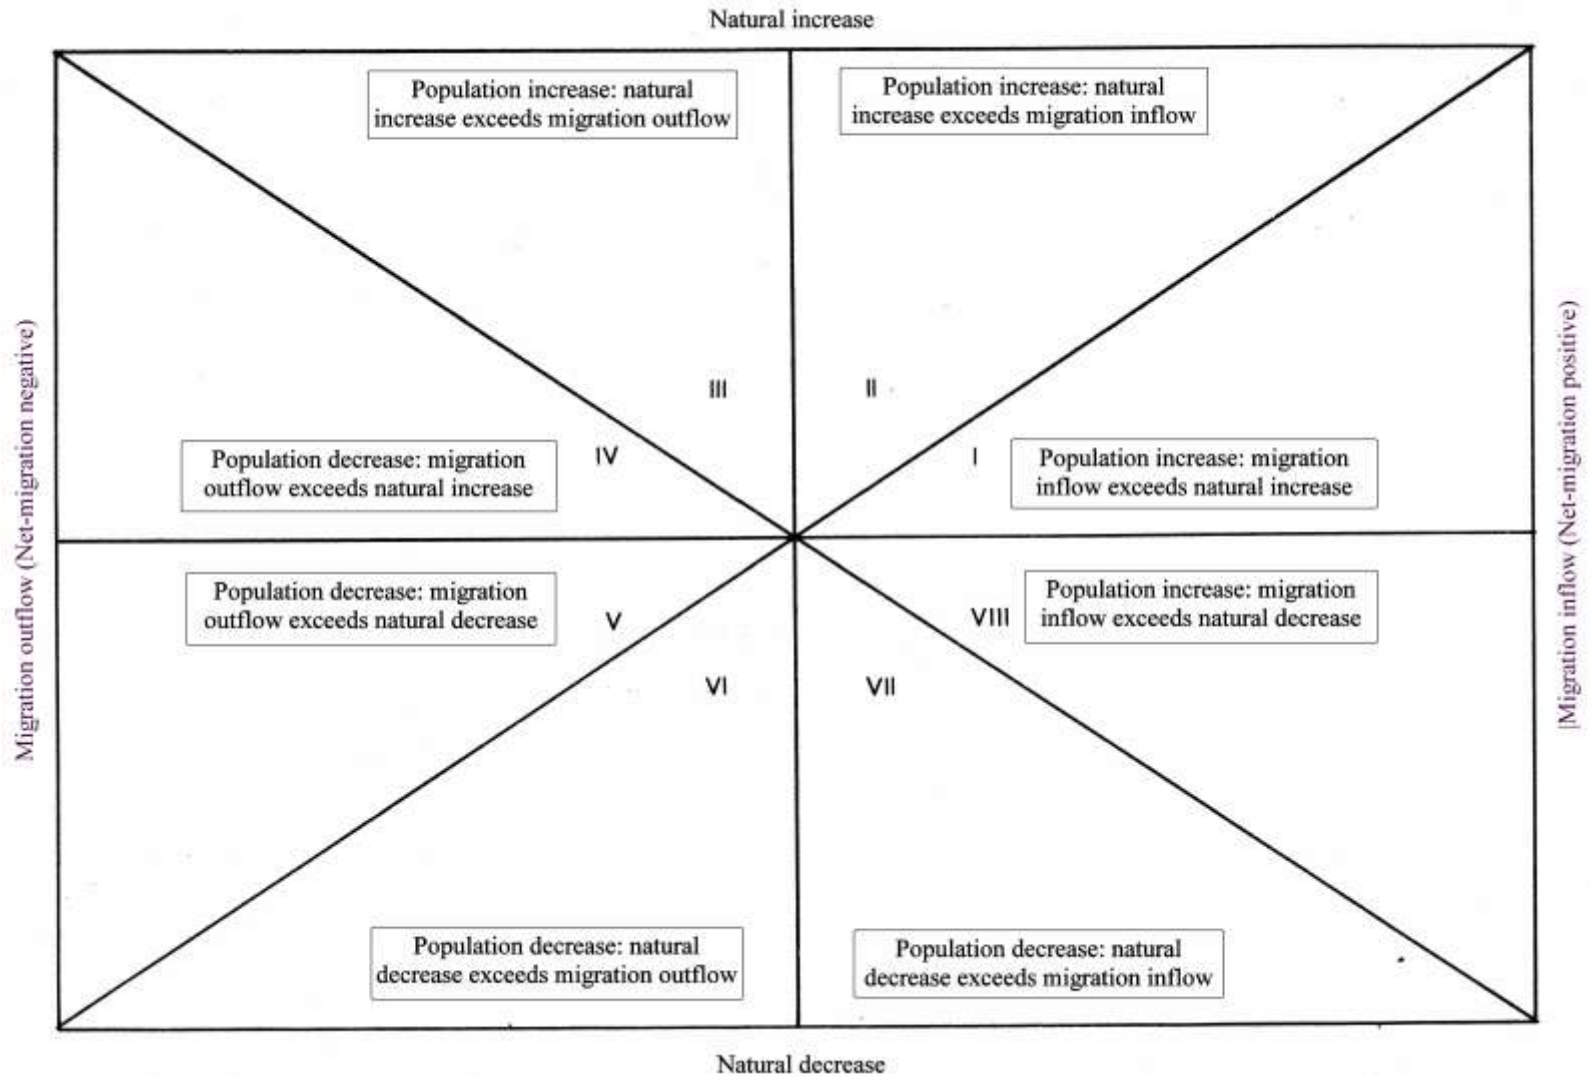 Natural increase
Population increase: natural
increase exceeds migration outflow
Population increase: natural
increase exceeds migration inflow
Migration outflow (Net-migration negative)
|Migration inflow (Net-migration positive)
III
II
IV
I
Population decrease: migration
outflow exceeds natural increase
Population increase: migration
inflow exceeds natural increase
Population decrease: migration
outflow exceeds natural decrease
V
VIII
Population increase: migration
inflow exceeds natural decrease
VI
VII
Population decrease: natural
decrease exceeds migration outflow
Population decrease: natural
decrease exceeds migration inflow
Natural decrease